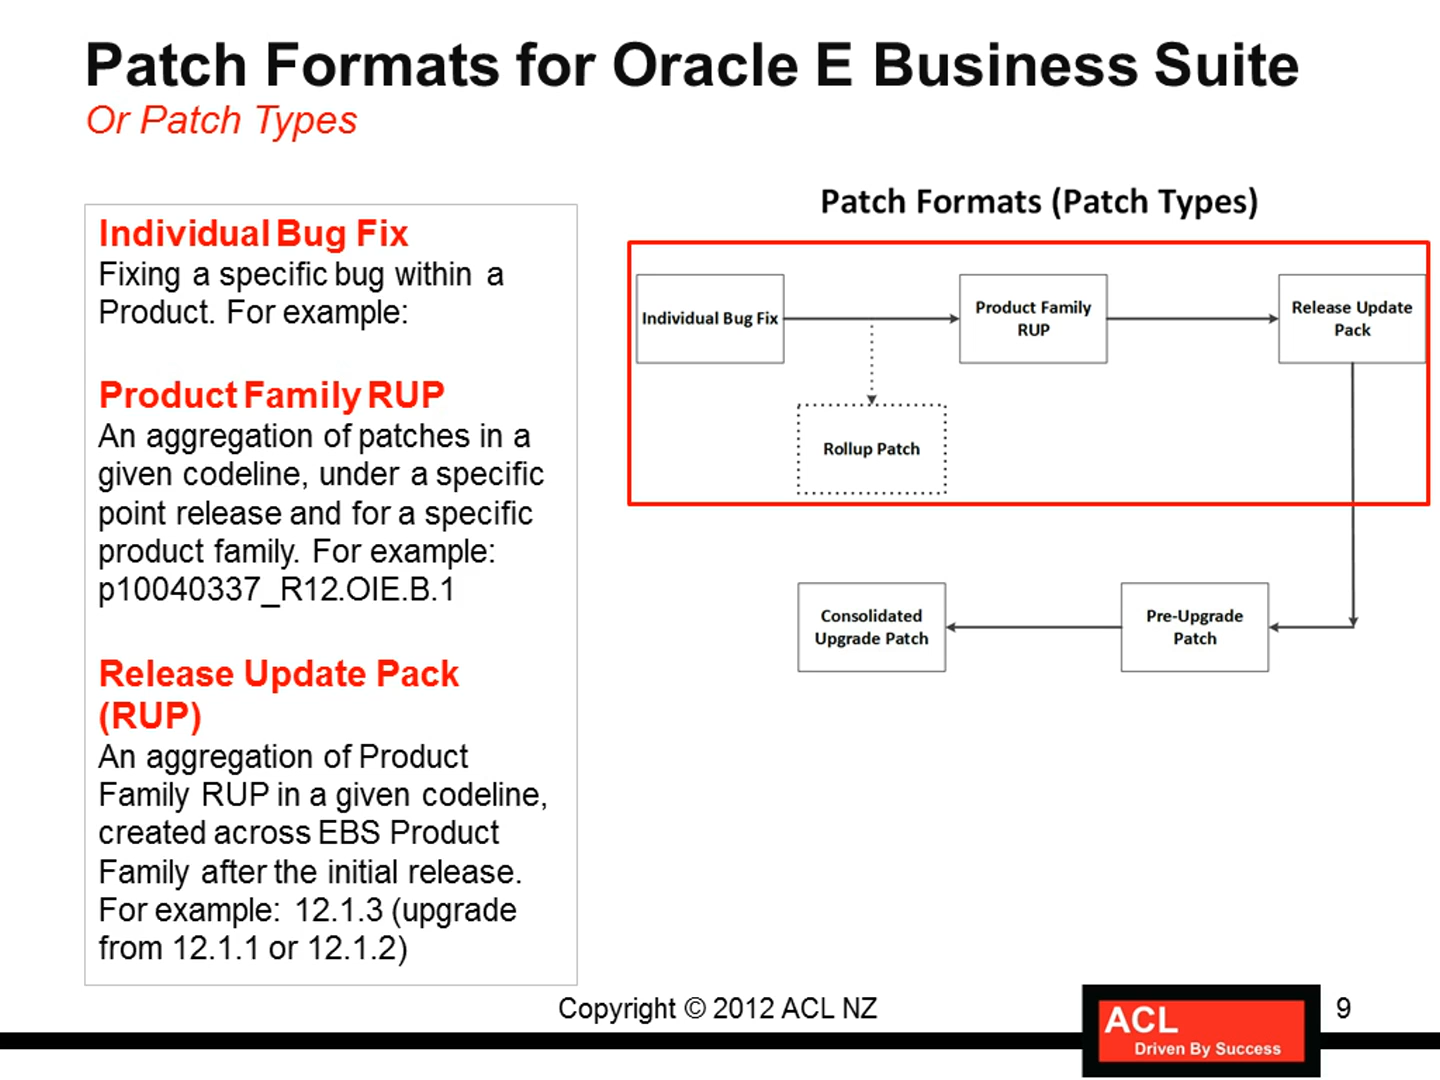 Patch Formats for Oracle E Business Suite
Or Patch Types
Individual Bug Fix
Fixing a specific bug within a
Product. For example:
Product Family RUP
An aggregation of patches in a
given codeline, under a specific
point release and for a specific
product family. For example:
p10040337_R12.OIE.B.1
Release Update Pack
(RUP)
An aggregation of Product
Family RUP in a given codeline,
created across EBS Product
Family after the initial release.
For example: 12.1.3 (upgrade
from 12.1.1 or 12.1.2)
Patch Formats (Patch Types)
Individual Bug Fix
Product Family
RUP
Release Update
Pack
Rollup Patch
Consolidated
Upgrade Patch
Pre-Upgrade
Patch
Copyright © 2012 ACL NZ
ACL
Driven By Success
9